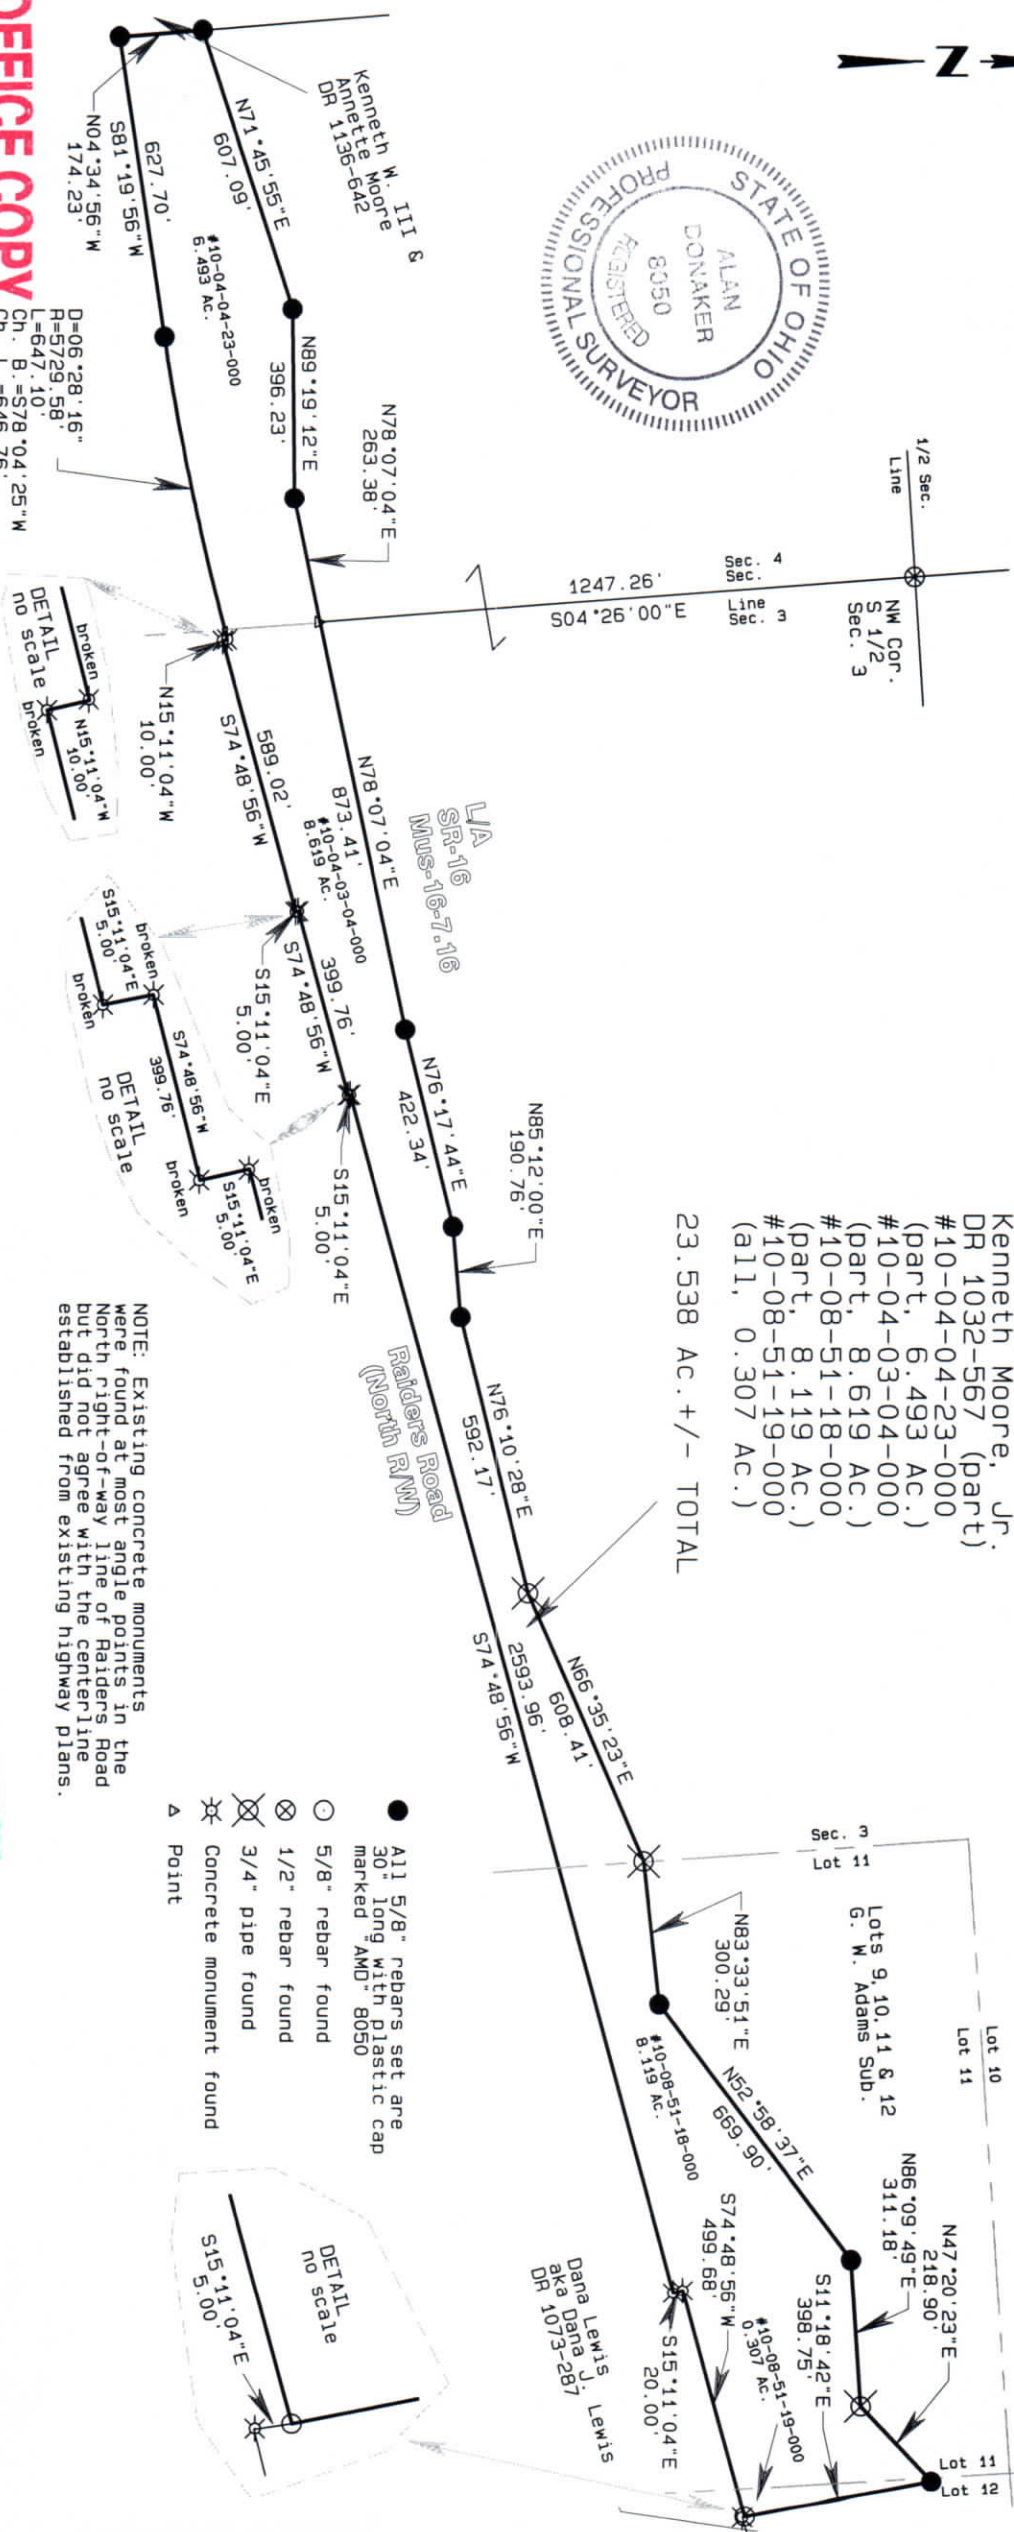 OFFICE COPY
N
STATE OF OHIO
ALAN
DONAKER
8050
REGISTERED
PROFESSIONAL SURVEYOR
Kenneth W. III &
Annette Moore
DR 1136-642
N71°45'55"E
607.09'
N04°34'56"W
174.23'
S81°19'56"W
627.70'
#10-04-04-23-000
6.493 Ac.
N89°19'12"E
396.23'
N78°07'04"E
263.38'
D=06°28'16"
R=5729.58'
L=647.10'
Ch. B.=S78°04'25"W
Ch. L.=646.76'
1/2 Sec.
Line
NW Cor.
S 1/2
Sec. 3
Sec. 4
Sec.
Line
Sec. 3
1247.26'
S04°26'00"E
N15°11'04"W
10.00'
DETAIL
no scale
broken
N15°11'04"W
10.00'
broken
589.02'
S74°48'56"W
N78°07'04"E
873.41'
#10-04-03-04-000
8.619 Ac.
L/A
SR-16
Mus-16-7.16
S15°11'04"E
5.00'
399.76'
S74°48'56"W
S15°11'04"E
5.00'
broken
S15°11'04"E
5.00'
broken
S74°48'56"W
399.76'
DETAIL
no scale
broken
S15°11'04"E
5.00'
broken
N76°17'44"E
422.34'
N85°12'00"E
190.76'
N76°10'28"E
592.17'
Raiders Road
(North R/W)
Kenneth Moore, Jr.
DR 1032-567 (part)
#10-04-04-23-000
(part, 6.493 Ac.)
#10-04-03-04-000
(part, 8.619 Ac.)
#10-08-51-18-000
(part, 8.119 Ac.)
#10-08-51-19-000
(all, 0.307 Ac.)
23.538 Ac.+/- TOTAL
NOTE: Existing concrete monuments
were found at most angle points in the
North right-of-way line of Raiders Road
but did not agree with the centerline
established from existing highway plans.
2593.96'
S74°48'56"W
N66°35'23"E
608.41'
Sec. 3
Lot 11
Lots 9,10,11 & 12
G. W. Adams Sub.
Lot 10
Lot 11
N83°33'51"E
300.29'
N52°58'37"E
669.90'
#10-08-51-18-000
8.119 Ac.
N86°09'49"E
311.18'
N47°20'23"E
218.90'
S11°18'42"E
398.75'
S74°48'56"W
499.68'
#10-08-51-19-000
0.307 Ac.
S15°11'04"E
20.00'
Lot 11
Lot 12
Dana Lewis
aka Dana J. Lewis
DR 1073-287
All 5/8" rebars set are
30" long with plastic cap
marked "AMD" 8050
5/8" rebar found
1/2" rebar found
3/4" pipe found
Concrete monument found
Point
DETAIL
no scale
S15°11'04"E
5.00'